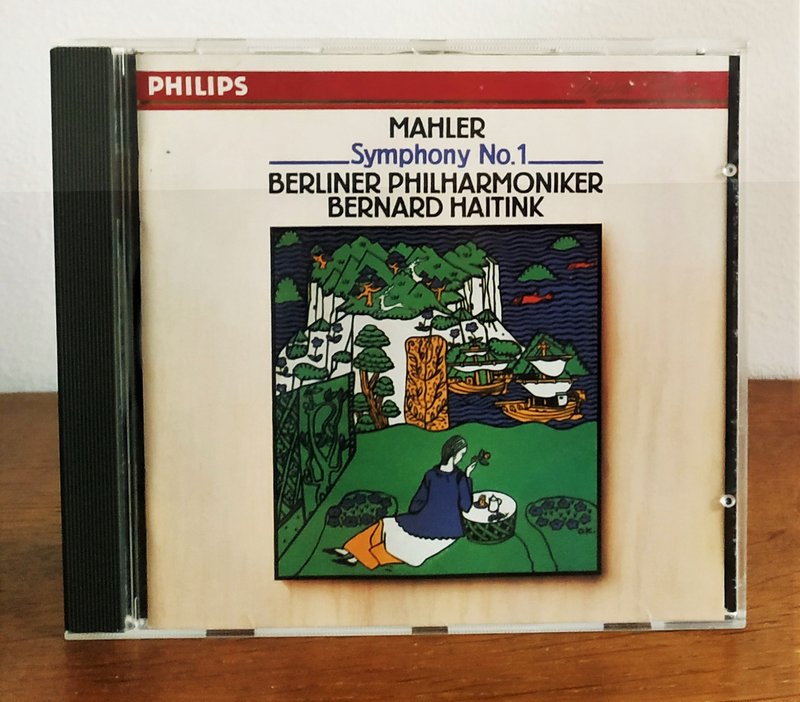 PHILIPS
MAHLER
Symphony No.1
BERLINER PHILHARMONIKER
BERNARD HAITINK
O.K.